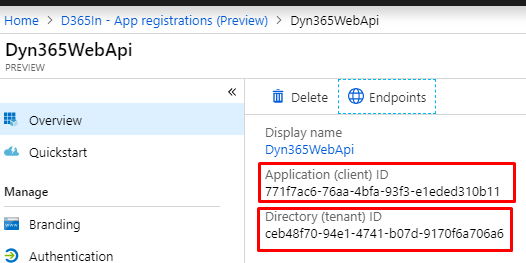 Home > D365In - App registrations (Preview) > Dyn365WebApi
Dyn365WebApi
PREVIEW
«
Overview
Quickstart
Manage
Branding
Authentication
Delete
Endpoints
Display name
Dyn365WebApi
Application (client) ID
771f7ac6-76aa-4bfa-93f3-e1eded310b11
Directory (tenant) ID
ceb48f70-94e1-4741-b07d-9170f6a706a6